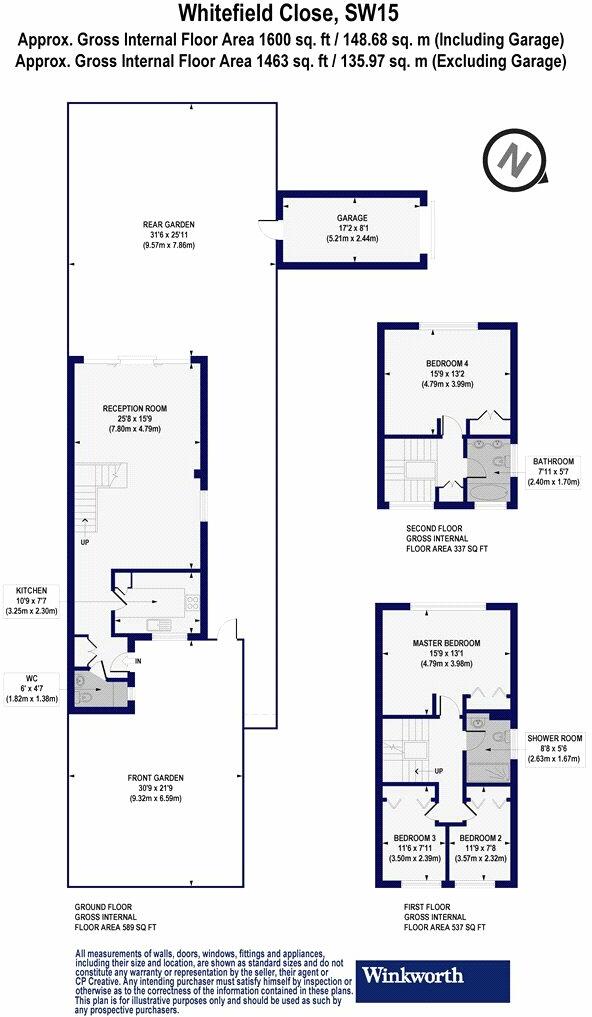 Whitefield Close, SW15
Approx. Gross Internal Floor Area 1600 sq. ft / 148.68 sq. m (Including Garage)
Approx. Gross Internal Floor Area 1463 sq. ft / 135.97 sq. m (Excluding Garage)
N
REAR GARDEN
31'6 x 25'11
(9.57m x 7.86m)
GARAGE
17'2 x 8'1
(5.21m x 2.44m)
RECEPTION ROOM
25'8 x 15'9
(7.80m x 4.79m)
UP
KITCHEN
10'9 x 7'7
(3.25m x 2.30m)
IN
WC
6' x 4'7
(1.82m x 1.38m)
FRONT GARDEN
30'9 x 21'9
(9.32m x 6.59m)
GROUND FLOOR
GROSS INTERNAL
FLOOR AREA 589 SQ FT
BEDROOM 4
15'9 x 13'2
(4.79m x 3.99m)
BATHROOM
7'11 x 5'7
(2.40m x 1.70m)
SECOND FLOOR
GROSS INTERNAL
FLOOR AREA 337 SQ FT
MASTER BEDROOM
15'9 x 13'1
(4.79m x 3.98m)
SHOWER ROOM
8'8 x 5'6
(2.63m x 1.67m)
UP
BEDROOM 3
11'6 x 7'11
(3.50m x 2.39m)
BEDROOM 2
11'9 x 7'8
(3.57m x 2.32m)
FIRST FLOOR
GROSS INTERNAL
FLOOR AREA 537 SQ FT
All measurements of walls, doors, windows, fittings and appliances,
including their size and location, are shown as standard sizes and do not
constitute any warranty or representation by the seller, their agent or
CP Creative. Any intending purchaser must satisfy himself by inspection or
otherwise as to the correctness of the information contained in these plans.
This plan is for illustrative purposes only and should be used as such by
any prospective purchasers.
Winkworth